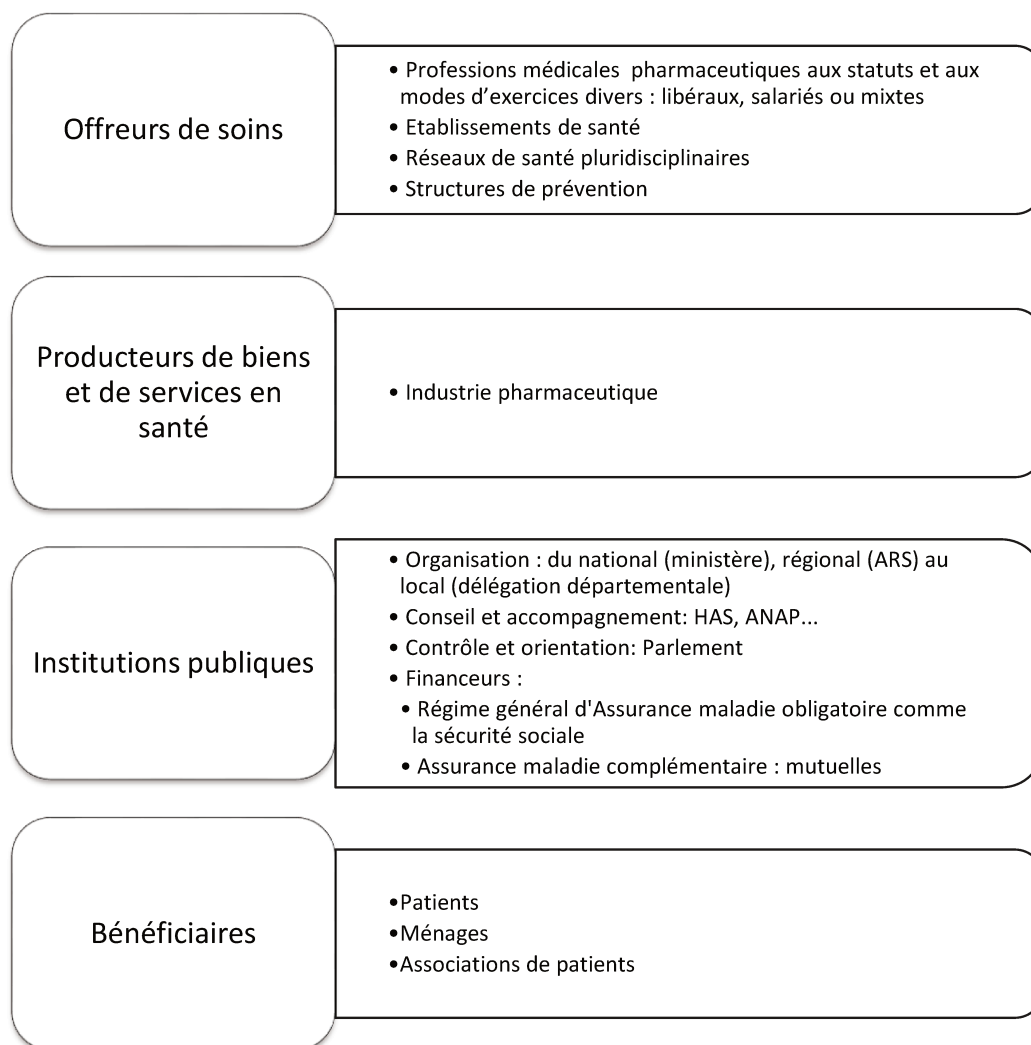 Offreurs de soins
• Professions médicales  pharmaceutiques aux statuts et aux
modes d’exercices divers : libéraux, salariés ou mixtes
• Etablissements de santé
• Réseaux de santé pluridisciplinaires
• Structures de prévention
Producteurs de biens
et de services en
santé
• Industrie pharmaceutique
Institutions publiques
• Organisation : du national (ministère), régional (ARS) au
local (délégation départementale)
• Conseil et accompagnement: HAS, ANAP...
• Contrôle et orientation: Parlement
• Financeurs :
• Régime général d'Assurance maladie obligatoire comme
la sécurité sociale
• Assurance maladie complémentaire : mutuelles
Bénéficiaires
•Patients
•Ménages
•Associations de patients